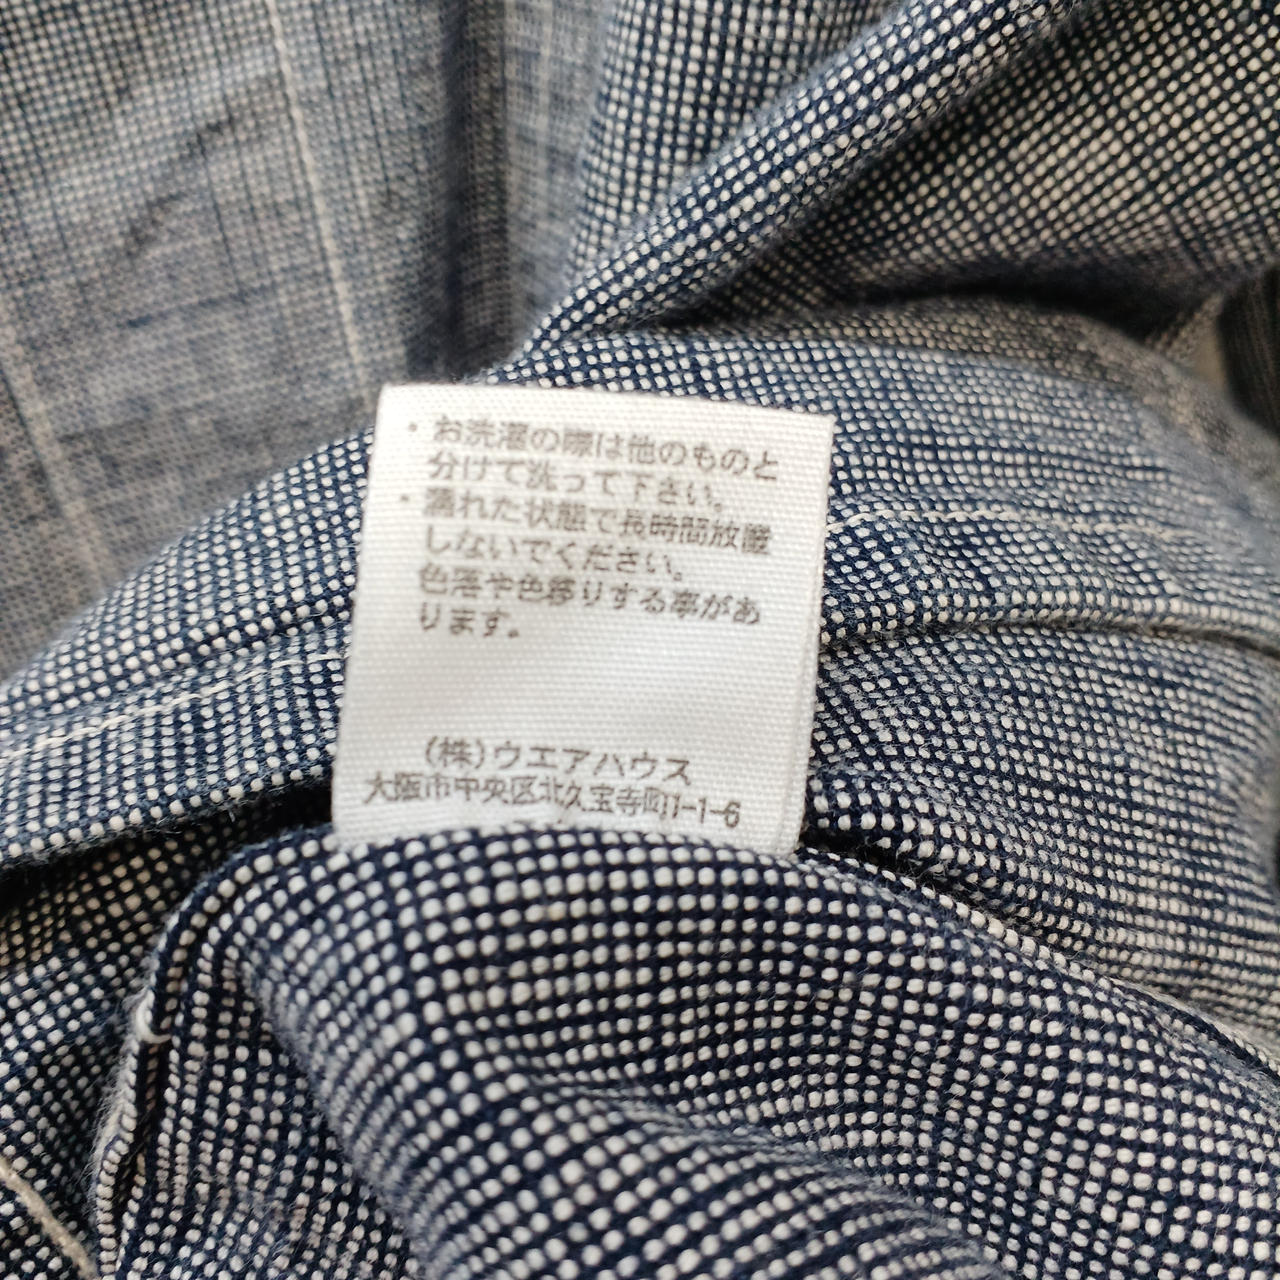 ・お洗濯の際は他のものと
分けて洗って下さい。
・濡れた状態で長時間放置
しないでください。
色落や色移りする事があ
ります。
(株)ウエアハウス
大阪市中央区北久宝寺町1-1-6